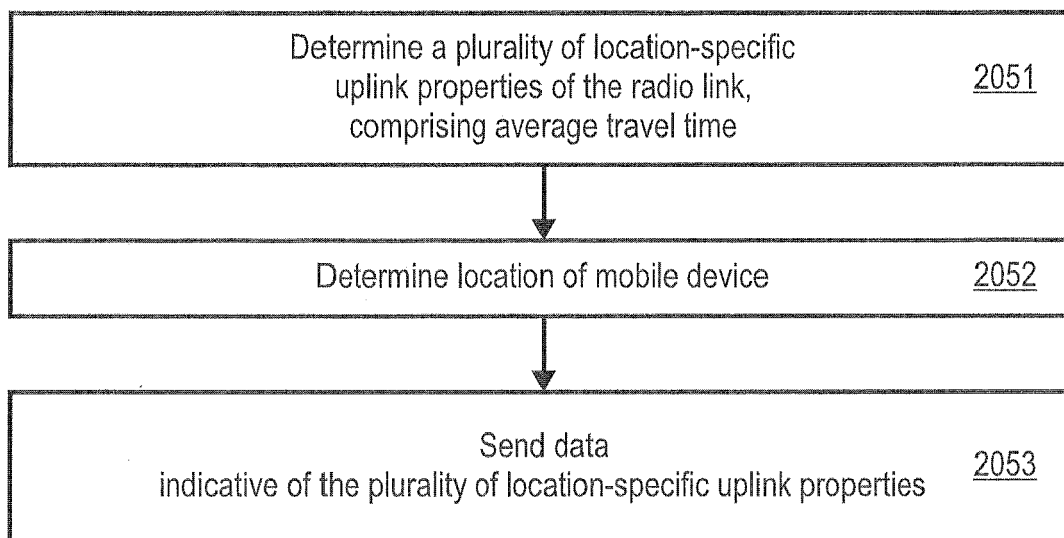 Determine a plurality of location-specific
uplink properties of the radio link,
comprising average travel time
2051
Determine location of mobile device
2052
Send data
indicative of the plurality of location-specific uplink properties
2053